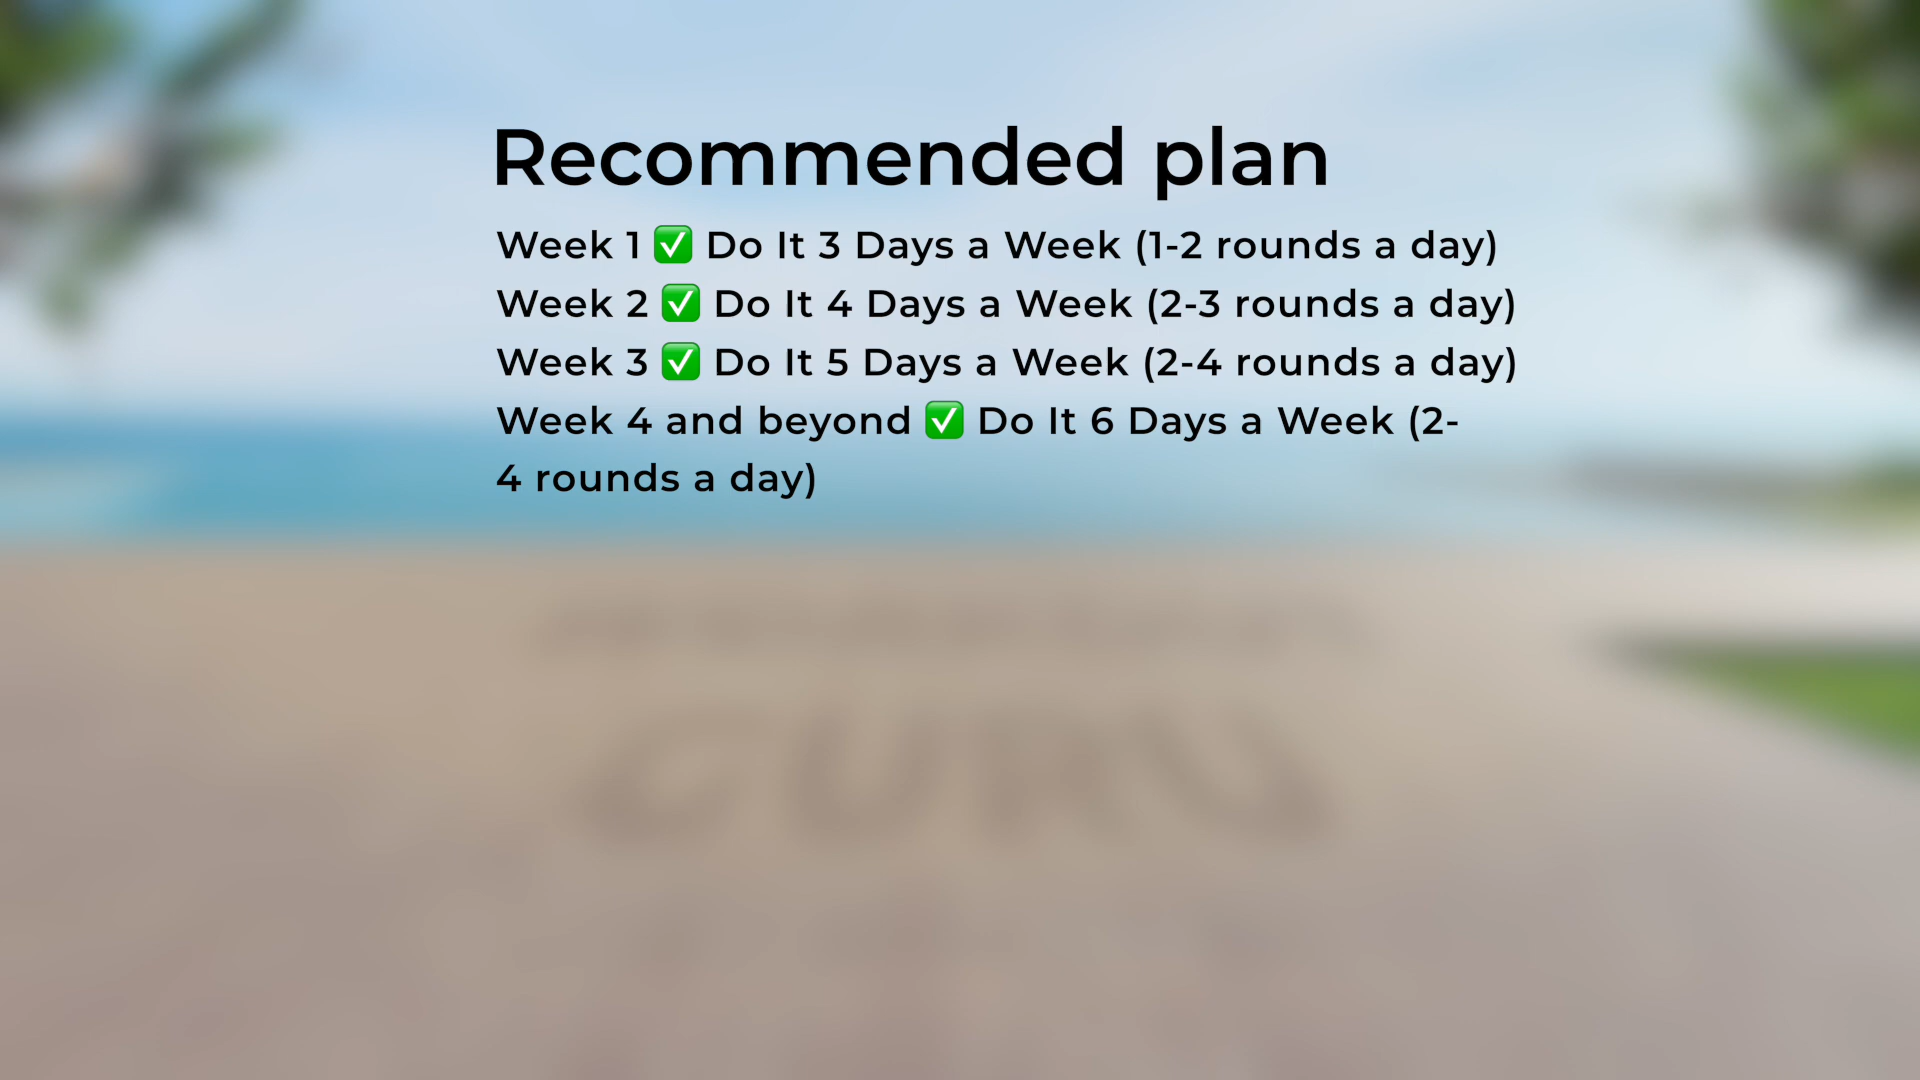 Recommended plan
Week 1 ✅ Do It 3 Days a Week (1-2 rounds a day)
Week 2 ✅ Do It 4 Days a Week (2-3 rounds a day)
Week 3 ✅ Do It 5 Days a Week (2-4 rounds a day)
Week 4 and beyond ✅ Do It 6 Days a Week (2-
4 rounds a day)
GURU